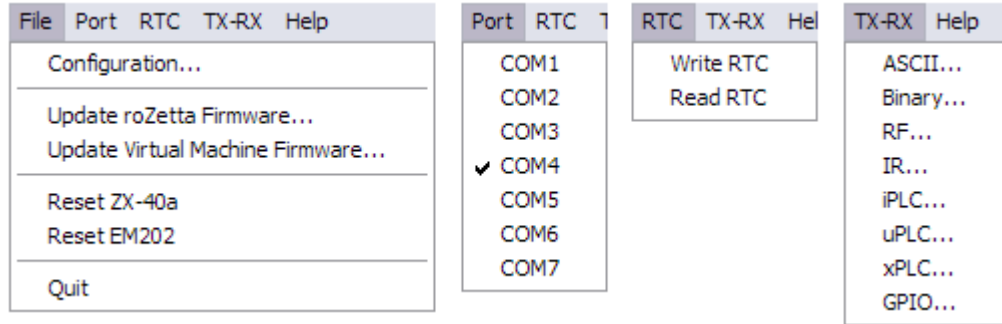 File Port RTC TX-RX Help
Configuration...
Update roZetta Firmware...
Update Virtual Machine Firmware...
Reset ZX-40a
Reset EM202
Quit
Port RTC
COM1
COM2
COM3
COM4
COM5
COM6
COM7
RTC TX-RX Hel
Write RTC
Read RTC
TX-RX Help
ASCII...
Binary...
RF...
IR...
iPLC...
uPLC...
xPLC...
GPIO...